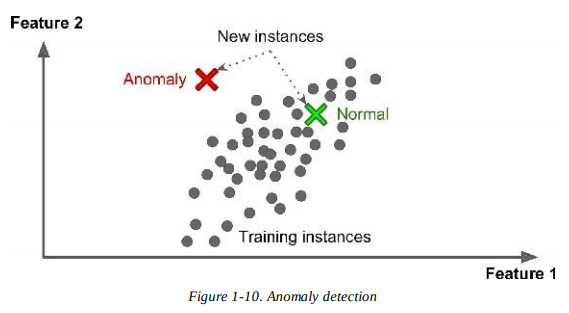 Feature 2
New instances
Anomaly
Normal
Training instances
Feature 1
Figure 1-10. Anomaly detection